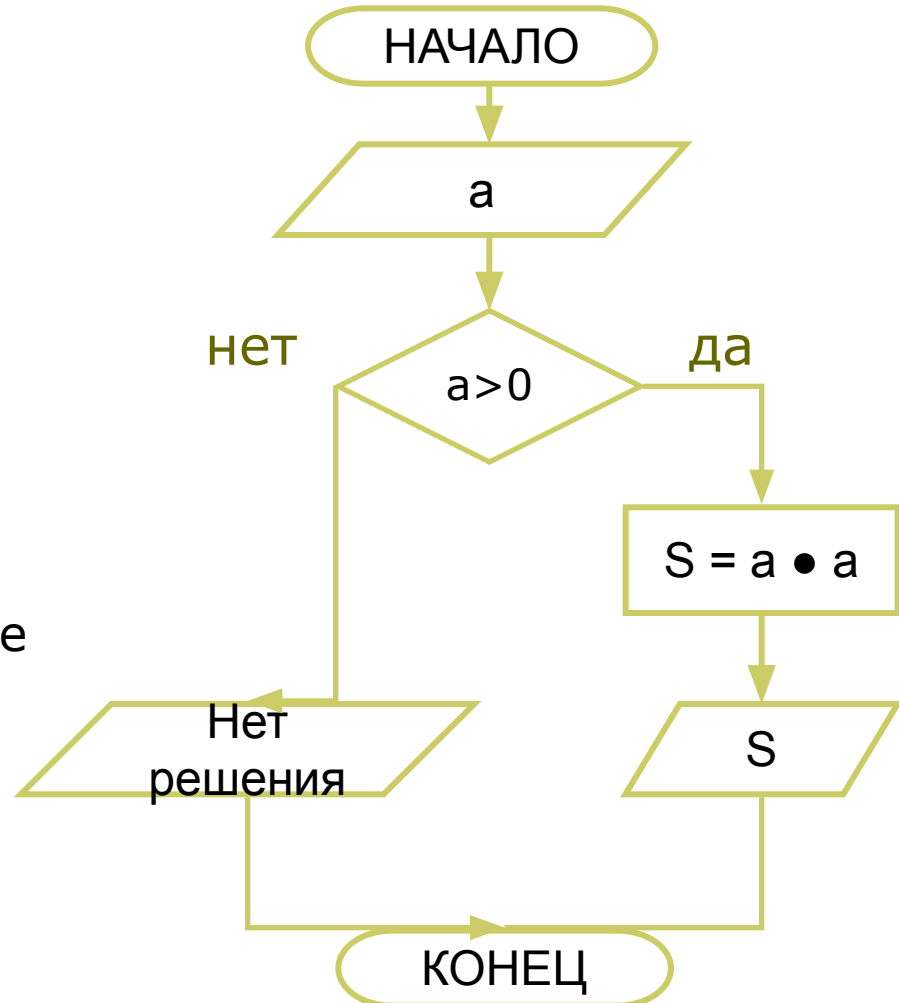 НАЧАЛО
a
нет
да
a>0
S = a ● a
е
Нет
решения
S
КОНЕЦ